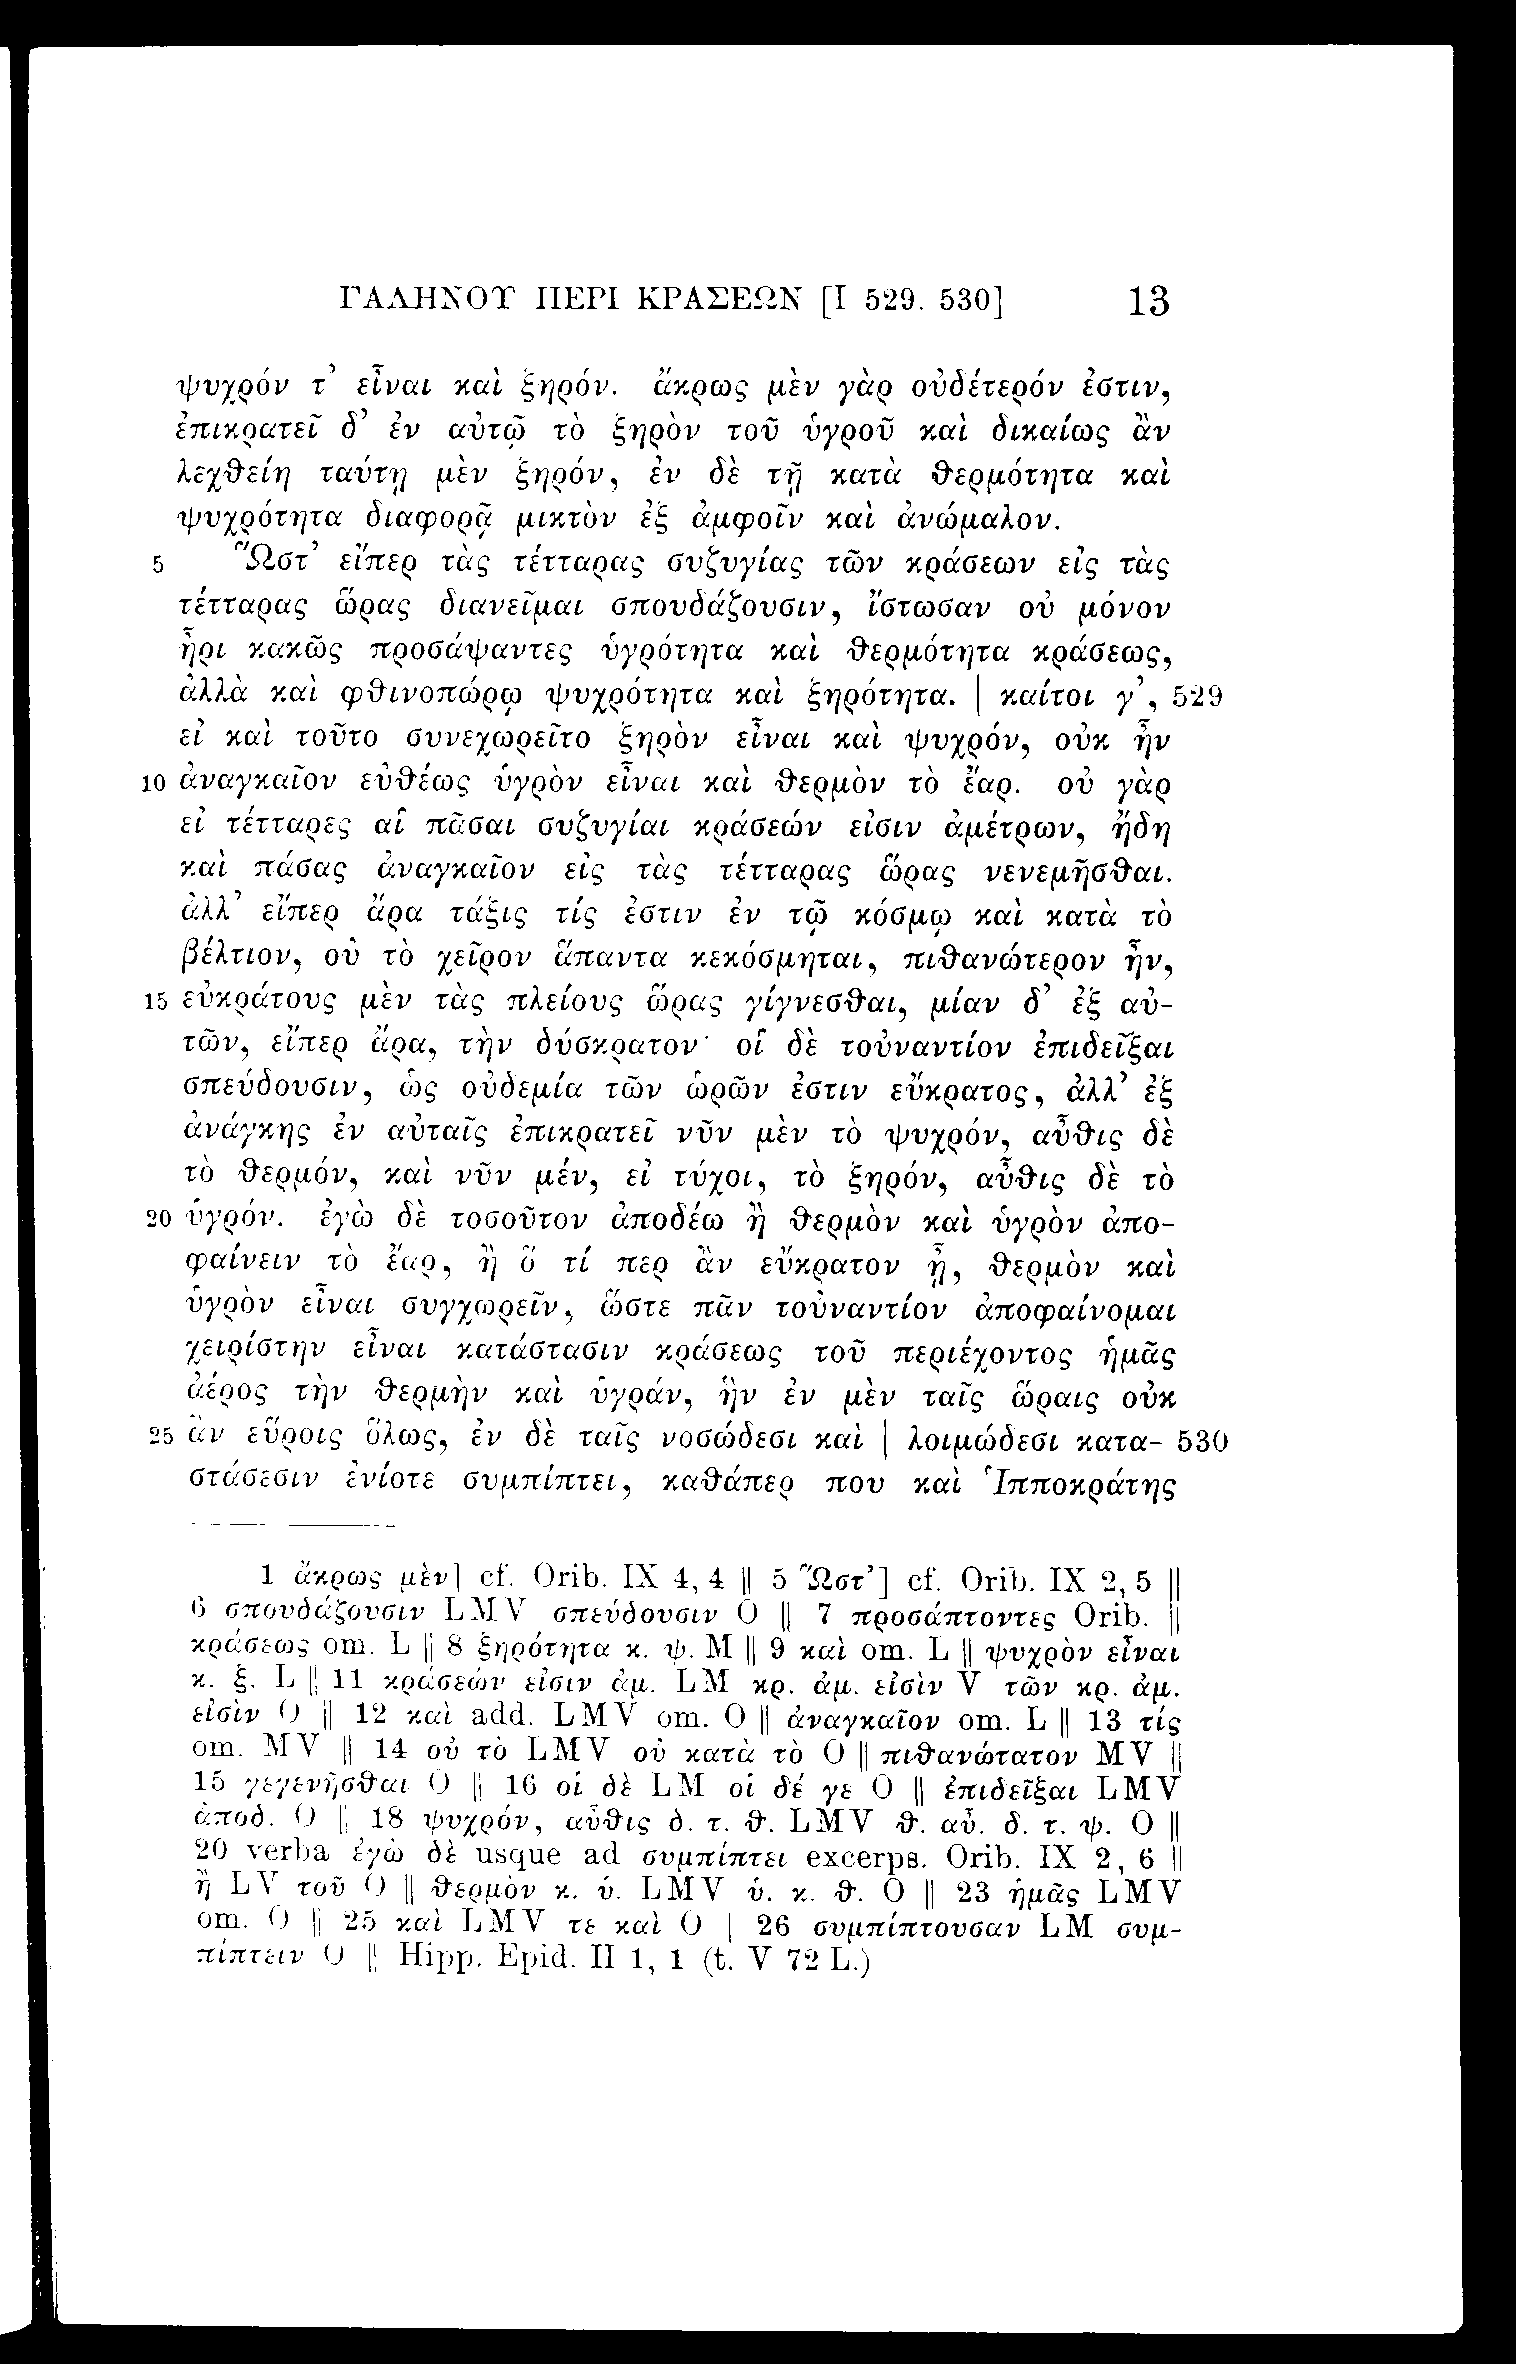 ΓΑΛΗΝΟΥ ΠΕΡΙ ΚΡΑΣΕΩΝ [I 529. 530] 13
ψυχρόν τ’ εἶναι καὶ ξηρόν. ἄκρως μὲν γὰρ οὐδέτερόν ἐστιν,
ἐπικρατεῖ δ’ ἐν αὐτῷ τὸ ξηρὸν τοῦ ὑγροῦ καὶ δικαίως ἂν
λεχθείη ταύτῃ μὲν ξηρόν, ἐν δὲ τῇ κατὰ θερμότητα καὶ
ψυχρότητα διαφορᾷ μικτὸν ἐξ ἀμφοῖν καὶ ἀνώμαλον.
5 Ὥστ’ εἴπερ τὰς τέτταρας συζυγίας τῶν κράσεων εἰς τὰς
τέτταρας ὥρας διανεῖμαι σπουδάζουσιν, ἴστωσαν οὐ μόνον
ἦρι κακῶς προσάψαντες ὑγρότητα καὶ θερμότητα κράσεως,
ἀλλὰ καὶ φθινοπώρῳ ψυχρότητα καὶ ξηρότητα. | καίτοι γ’, 529
εἰ καὶ τοῦτο συνεχωρεῖτο ξηρὸν εἶναι καὶ ψυχρόν, οὐκ ἦν
10 ἀναγκαῖον εὐθέως ὑγρὸν εἶναι καὶ θερμὸν τὸ ἔαρ. οὐ γὰρ
εἰ τέτταρες αἱ πᾶσαι συζυγίαι κράσεών εἰσιν ἀμέτρων, ἤδη
καὶ πάσας ἀναγκαῖον εἰς τὰς τέτταρας ὥρας νενεμῆσθαι.
ἀλλ’ εἴπερ ἄρα τάξις τίς ἐστιν ἐν τῷ κόσμῳ καὶ κατὰ τὸ
βέλτιον, οὐ τὸ χεῖρον ἅπαντα κεκόσμηται, πιθανώτερον ἦν,
15 εὐκράτους μὲν τὰς πλείους ὥρας γίγνεσθαι, μίαν δ’ ἐξ αὐ-
τῶν, εἴπερ ἄρα, τὴν δύσκρατον· οἱ δὲ τοὐναντίον ἐπιδεῖξαι
σπεύδουσιν, ὡς οὐδεμία τῶν ὡρῶν ἐστιν εὔκρατος, ἀλλ’ ἐξ
ἀνάγκης ἐν αὐταῖς ἐπικρατεῖ νῦν μὲν τὸ ψυχρόν, αὖθις δὲ
τὸ θερμόν, καὶ νῦν μέν, εἰ τύχοι, τὸ ξηρόν, αὖθις δὲ τὸ
20 ὑγρόν. ἐγὼ δὲ τοσοῦτον ἀποδέω ἢ θερμὸν καὶ ὑγρὸν ἀπο-
φαίνειν τὸ ἔαρ, ἢ ὅ τί περ ἂν εὔκρατον ᾖ, θερμὸν καὶ
ὑγρὸν εἶναι συγχωρεῖν, ὥστε πᾶν τοὐναντίον ἀποφαίνομαι
χειρίστην εἶναι κατάστασιν κράσεως τοῦ περιέχοντος ἡμᾶς
ἀέρος τὴν θερμὴν καὶ ὑγράν, ἣν ἐν μὲν ταῖς ὥραις οὐκ
25 ἂν εὕροις ὅλως, ἐν δὲ ταῖς νοσώδεσι καὶ | λοιμώδεσι κατα- 530
στάσεσιν ἐνίοτε συμπίπτει, καθάπερ που καὶ Ἱπποκράτης
1 ἄκρως μὲν] cf. Orib. IX 4, 4 || 5 Ὥστ’] cf. Orib. IX 2, 5 ||
6 σπουδάζουσιν LMV σπεύδουσιν O || 7 προσάπτοντες Orib. ||
κράσεως om. L || 8 ξηρότητα κ. ψ. M || 9 καὶ om. L || ψυχρὸν εἶναι
κ. ξ. L || 11 κράσεών εἰσιν ἀμ. LM κρ. ἀμ. εἰσὶν V τῶν κρ. ἀμ.
εἰσὶν O || 12 καὶ add. LMV om. O || ἀναγκαῖον om. L || 13 τίς
om. MV || 14 οὐ τὸ LMV οὐ κατὰ τὸ O || πιθανώτατον MV ||
15 γεγενῆσθαι O || 16 οἱ δὲ LM οἱ δέ γε O || ἐπιδεῖξαι LMV
ἀποδ. O || 18 ψυχρόν, αὖθις δ. τ. θ. LMV θ. αὖ. δ. τ. ψ. O ||
20 verba ἐγὼ δὲ usque ad συμπίπτει excerps. Orib. IX 2, 6 ||
ἢ LV τοῦ O || θερμὸν κ. ὑ. LMV ὑ. κ. θ. O || 23 ἡμᾶς LMV
om. O || 25 καὶ LMV τε καὶ O | 26 συμπίπτουσαν LM συμ-
πίπτειν O || Hipp. Epid. II 1, 1 (t. V 72 L.)